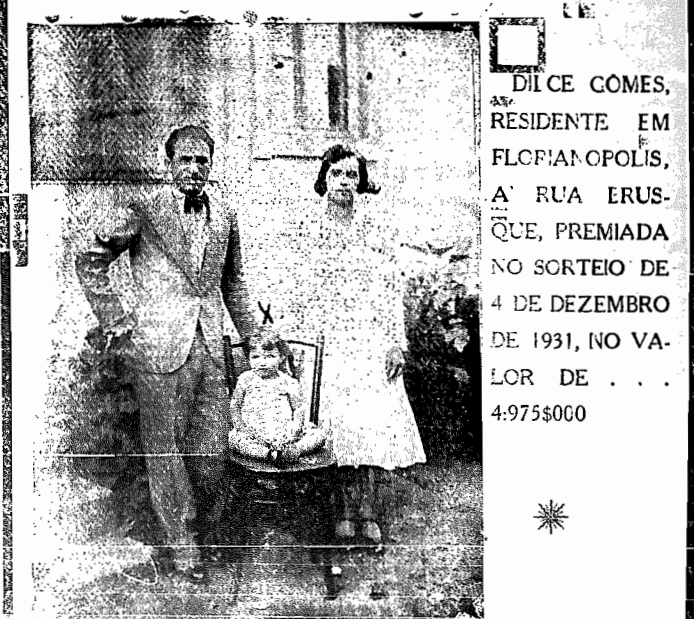 DILCE GOMES,
RESIDENTE EM
FLORIANOPOLIS,
A' RUA BRUS-
QUE, PREMIADA
NO SORTEIO DE
4 DE DEZEMBRO
DE 1931, NO VA-
LOR DE . . .
4:975$000
X